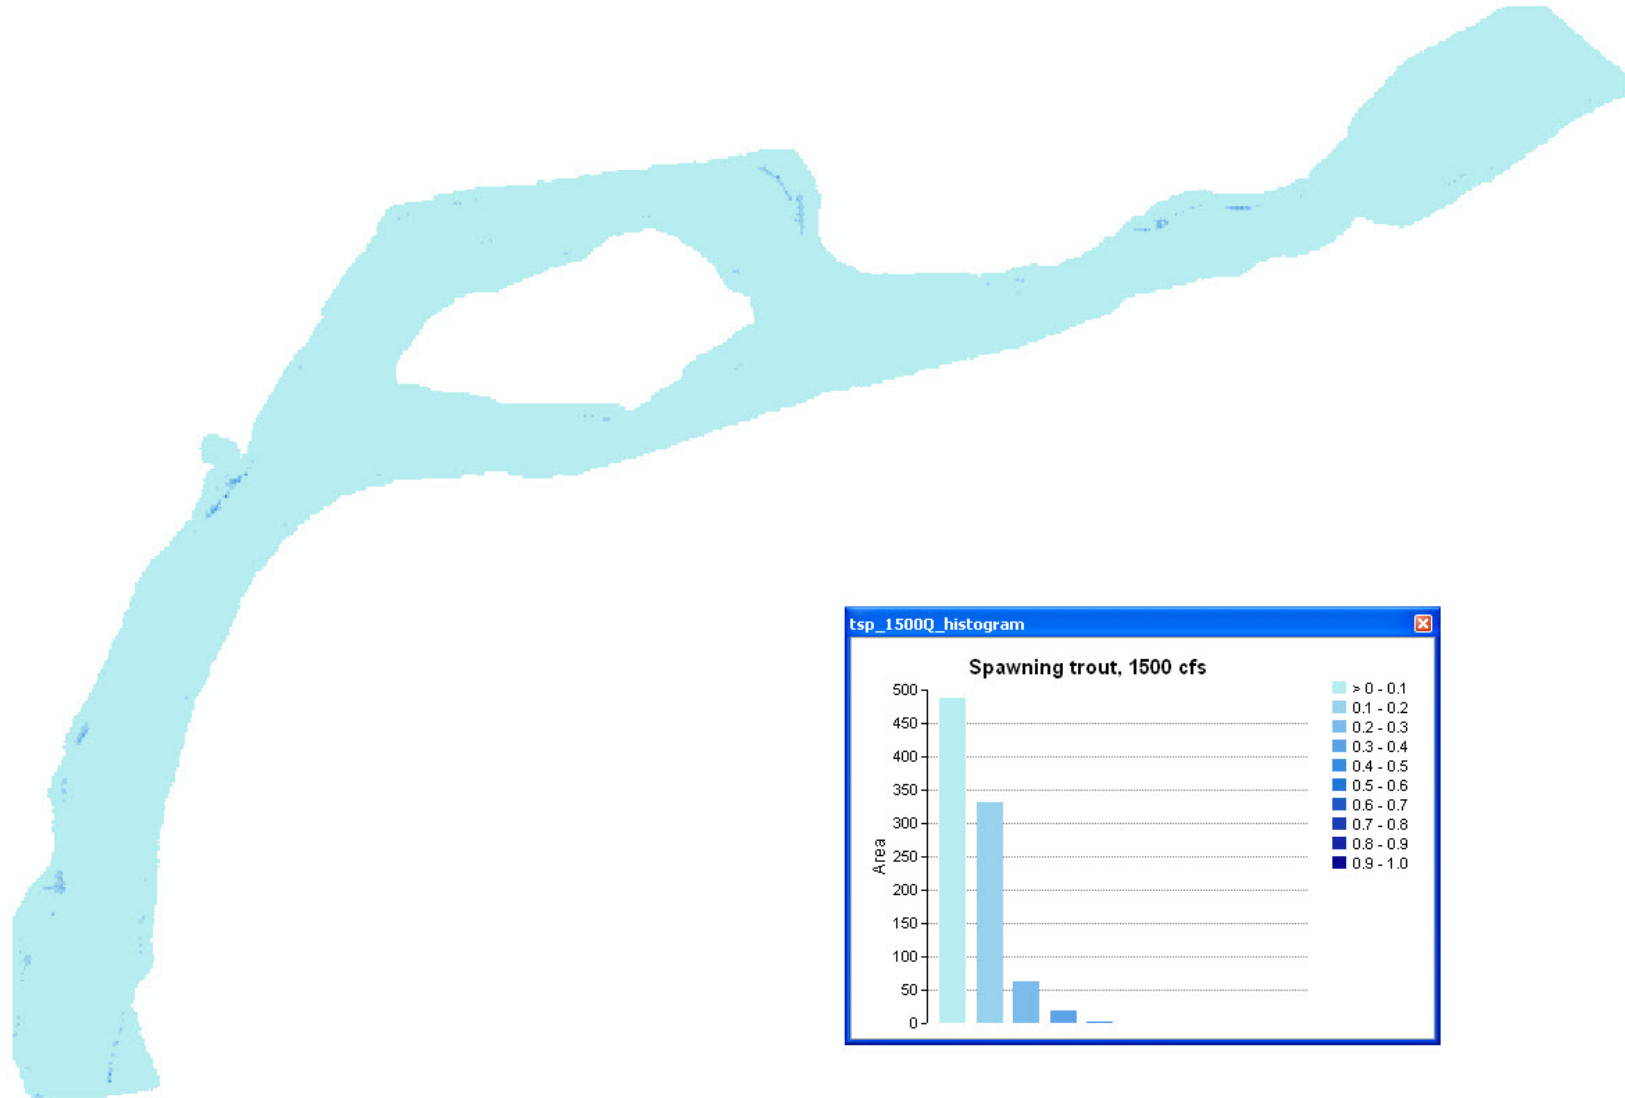 tsp_1500Q_histogram
Spawning trout, 1500 cfs
Area
500
450
400
350
300
250
200
150
100
50
0
> 0 - 0.1
0.1 - 0.2
0.2 - 0.3
0.3 - 0.4
0.4 - 0.5
0.5 - 0.6
0.6 - 0.7
0.7 - 0.8
0.8 - 0.9
0.9 - 1.0